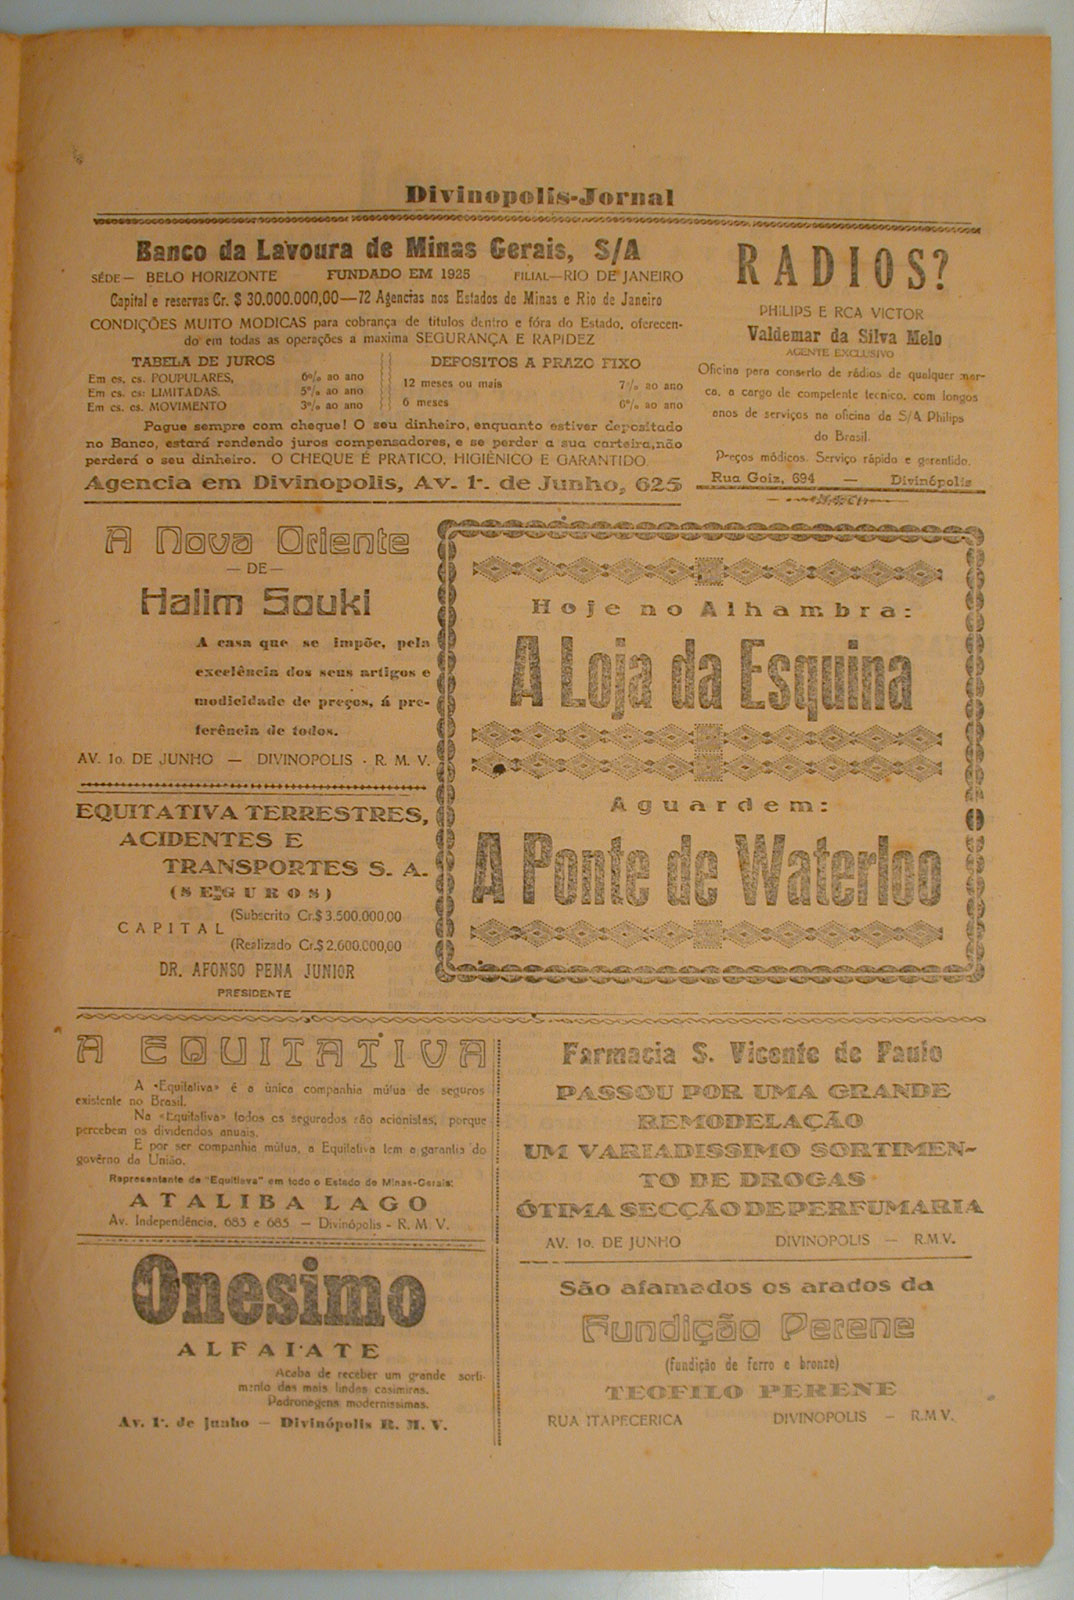 Divinopolis-Jornal
Banco da Lavoura de Minas Gerais, S/A
SÉDE— BELO HORIZONTE FUNDADO EM 1925 FILIAL—RIO DE JANEIRO
Capital e reservas Cr. $ 30.000.000,00—72 Agencias nos Estados de Minas e Rio de Janeiro
CONDIÇÕES MUITO MODICAS para cobrança de titulos dentro e fóra do Estado, oferecen-
do em todas as operações a maxima SEGURANÇA E RAPIDEZ
TABELA DE JUROS
Em cs. cs. POUPULARES, 6% ao ano
Em cs. cs: LIMITADAS. 5% ao ano
Em cs. cs. MOVIMENTO 3% ao ano
DEPOSITOS A PRAZO FIXO
12 meses ou mais 7% ao ano
6 meses 6% ao ano
Pague sempre com cheque! O seu dinheiro, enquanto estiver depositado
no Banco, estará rendendo juros compensadores, e se perder a sua carteira,não
perderá o seu dinheiro. O CHEQUE É PRATICO, HIGIÊNICO E GARANTIDO.
Agencia em Divinopolis, Av. 1º. de Junho, 625
RADIOS?
PHILIPS E RCA VICTOR
Valdemar da Silva Melo
AGENTE EXCLUSIVO
Oficina para conserto de rádios de qualquer mar-
ca, a cargo de competente tecnico, com longos
anos de serviços na oficina da S/A Philips
do Brasil.
Preços módicos. Serviço rápido e garantido.
Rua Goiz, 694 — Divinópolis
A Nova Oriente
—DE—
Halim Souki
A casa que se impõe, pela
excelência dos seus artigos e
modicidade de preços, á pre-
ferência de todos.
AV. 1o. DE JUNHO — DIVINOPOLIS - R. M. V.
Hoje no Alhambra:
A Loja da Esquina
Aguardem:
A Ponte de Waterloo
EQUITATIVA TERRESTRES,
ACIDENTES E
TRANSPORTES S. A.
(SEGUROS)
CAPITAL
(Subscrito Cr.$ 3.500.000,00
(Realizado Cr.$ 2.600.000,00
DR. AFONSO PENA JUNIOR
PRESIDENTE
A EQUITATIVA
A «Equitativa» é a única companhia mútua de seguros
existente no Brasil.
Na «Equitativa» todos os segurados são acionistas, porque
percebem os dividendos anuais.
E por ser companhia mútua, a Equitativa tem a garantia do
govêrno da União.
Representante da "Equitiava" em todo o Estado de Minas-Gerais:
ATALIBA LAGO
Av. Independência, 683 e 685 — Divinópolis - R. M. V.
Onesimo
ALFAIATE
Acaba de receber um grande sorti-
mento das mais lindas casimiras.
Padronagens modernissimas.
Av. 1º. de Junho — Divinópolis R. M. V.
Farmacia S. Vicente de Paulo
PASSOU POR UMA GRANDE
REMODELAÇÃO
UM VARIADISSIMO SORTIMEN-
TO DE DROGAS
ÓTIMA SECÇÃO DE PERFUMARIA
AV. 1o. DE JUNHO DIVINOPOLIS — R.M.V.
São afamados os arados da
Fundição Perene
(fundição de ferro e bronze)
TEOFILO PERENE
RUA ITAPECERICA DIVINOPOLIS — R.M V.